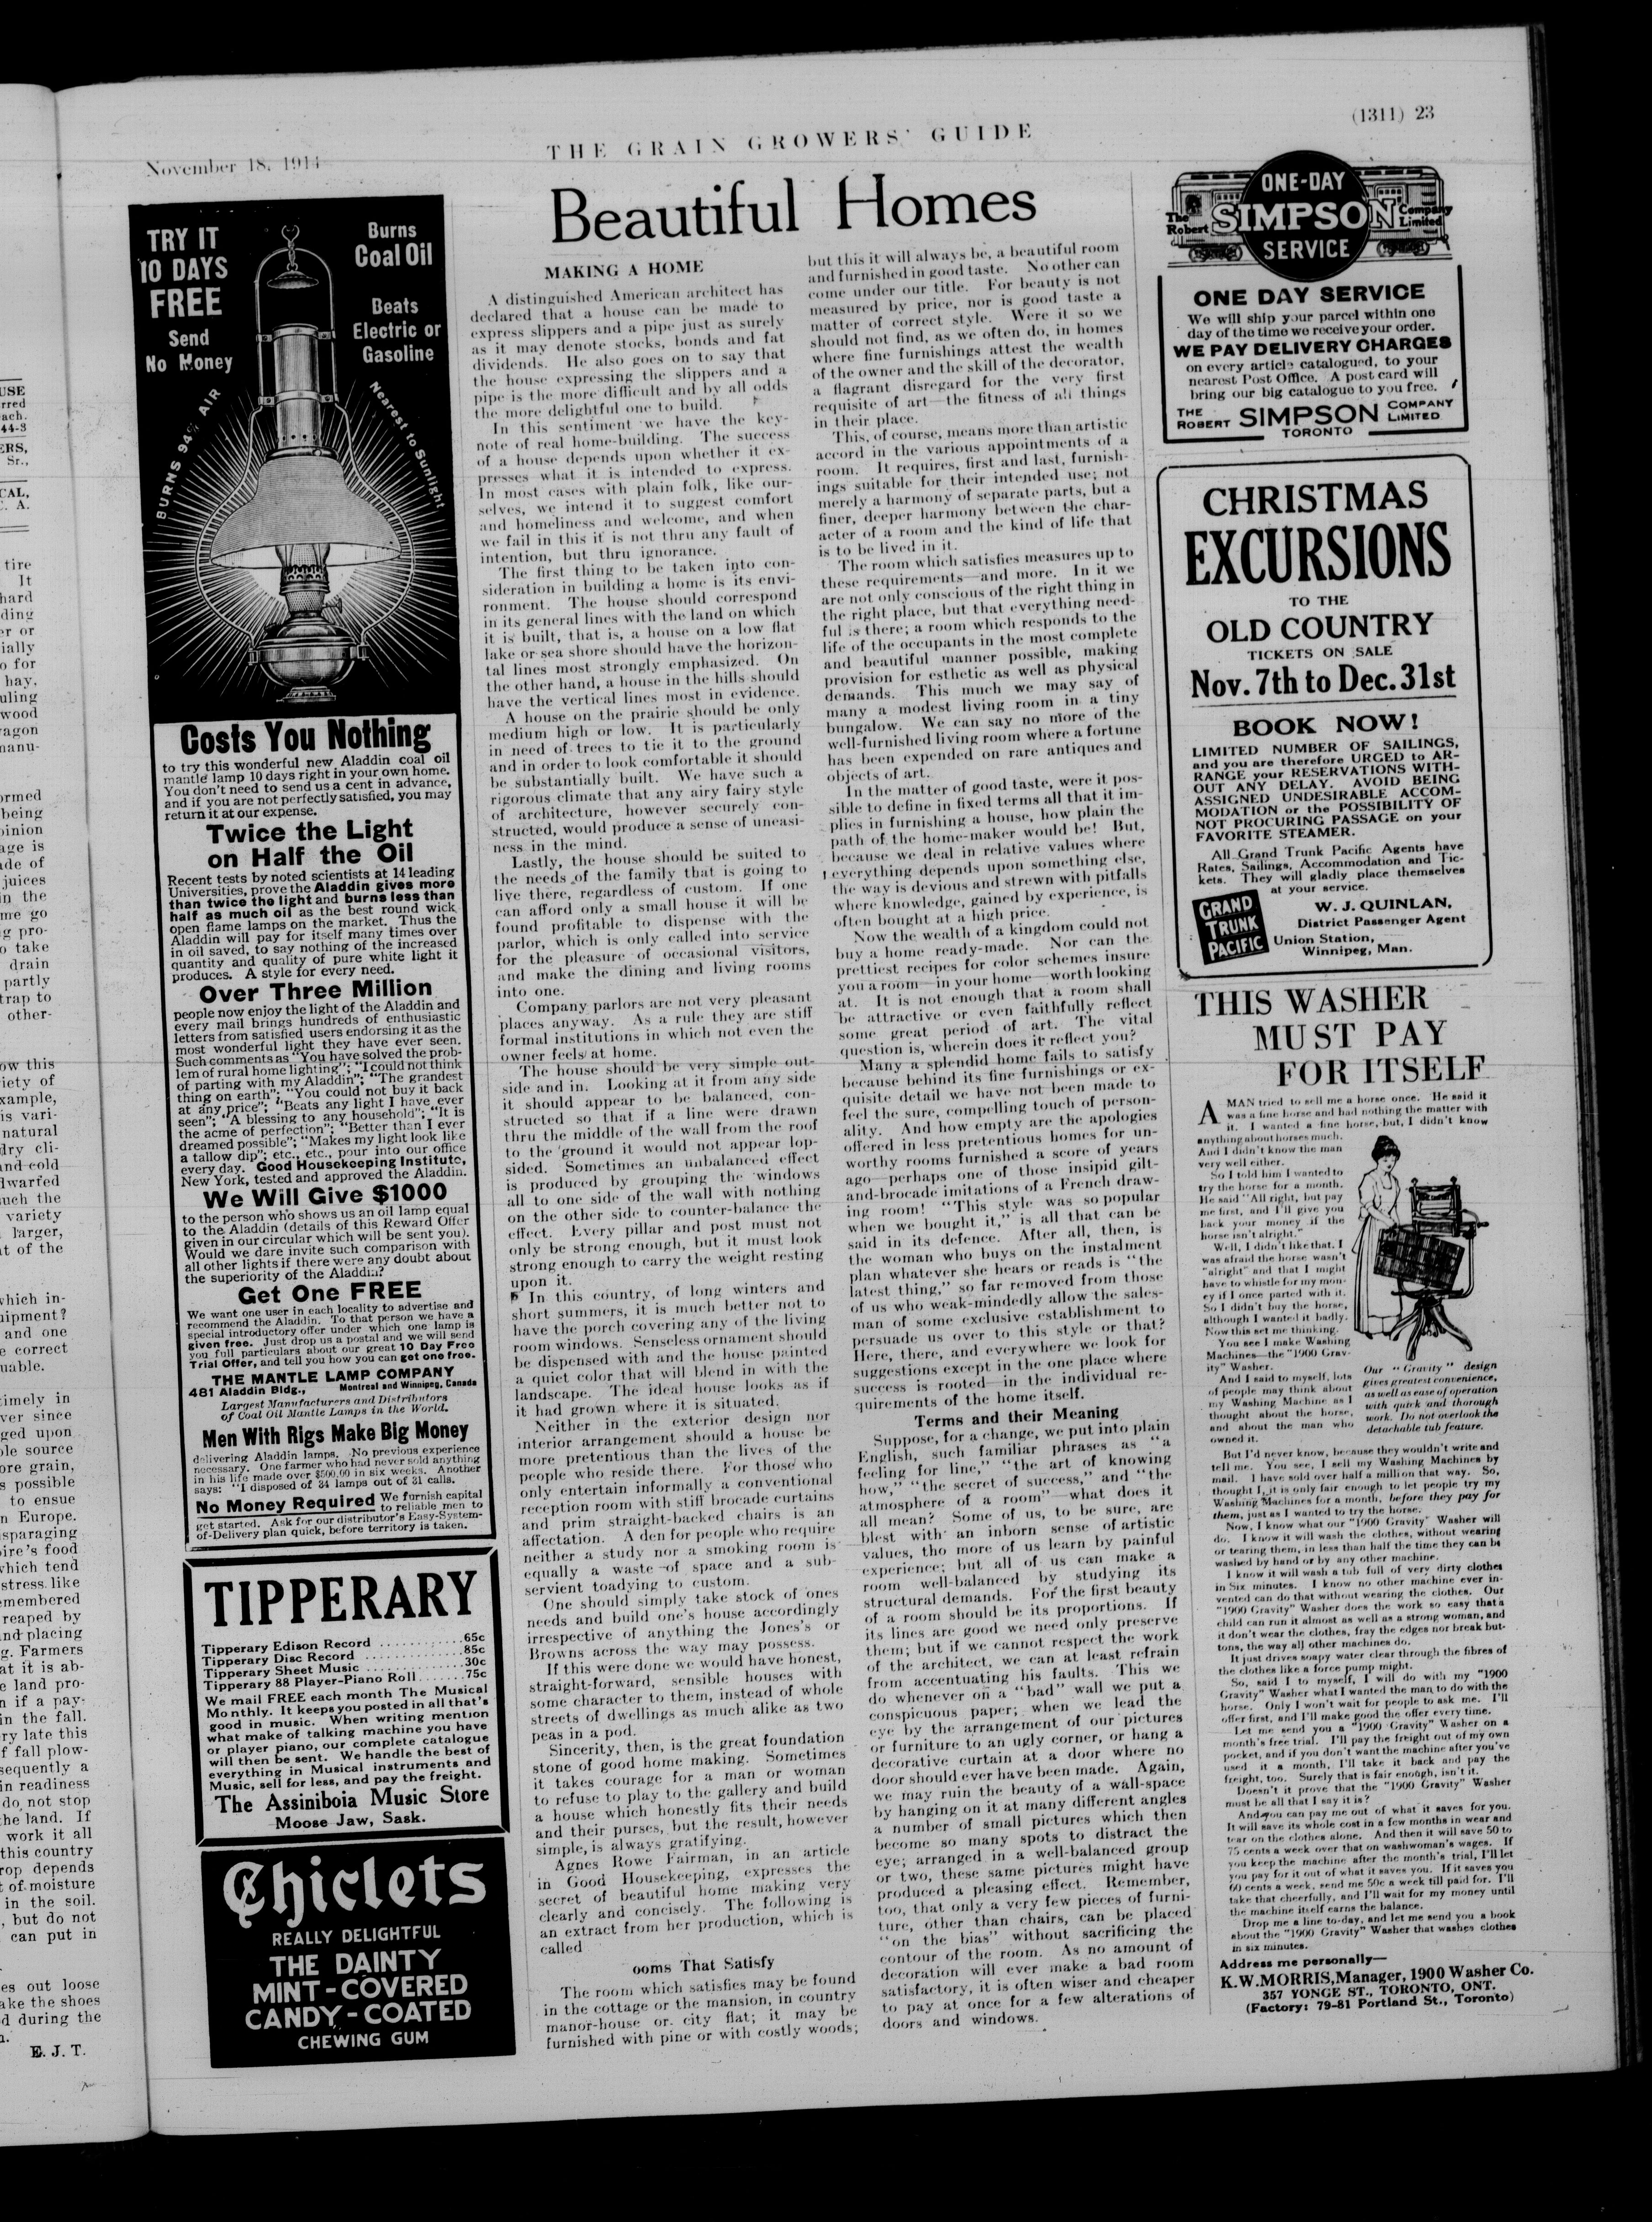 November 18, 1914
THE GRAIN GROWERS' GUIDE
(1311) 23
TRY IT
10 DAYS
FREE
Send
No Money
Burns
Coal Oil
Beats
Electric or
Gasoline
BURNS 94% AIR
Nearest to Sunlight
Costs You Nothing
to try this wonderful new Aladdin coal oil
mantle lamp 10 days right in your own home.
You don't need to send us a cent in advance,
and if you are not perfectly satisfied, you may
return it at our expense.
Twice the Light
on Half the Oil
Recent tests by noted scientists at 14 leading
Universities, prove the Aladdin gives more
than twice the light and burns less than
half as much oil as the best round wick
open flame lamps on the market. Thus the
Aladdin will pay for itself many times over
in oil saved, to say nothing of the increased
quantity and quality of pure white light it
produces. A style for every need.
Over Three Million
people now enjoy the light of the Aladdin and
every mail brings hundreds of enthusiastic
letters from satisfied users endorsing it as the
most wonderful light they have ever seen.
Such comments as "You have solved the prob-
lem of rural home lighting"; "I could not think
of parting with my Aladdin"; "The grandest
thing on earth"; "You could not buy it back
at any price"; "Beats any light I have ever
seen"; "A blessing to any household"; "It is
the acme of perfection"; "Better than I ever
dreamed possible"; "Makes my light look like
a tallow dip"; etc., etc., pour into our office
every day. Good Housekeeping Institute,
New York, tested and approved the Aladdin.
We Will Give $1000
to the person who shows us an oil lamp equal
to the Aladdin (details of this Reward Offer
given in our circular which will be sent you).
Would we dare invite such comparison with
all other lights if there were any doubt about
the superiority of the Aladdin?
Get One FREE
We want one user in each locality to advertise and
recommend the Aladdin. To that person we have a
special introductory offer under which one lamp is
given free. Just drop us a postal and we will send
you full particulars about our great 10 Day Free
Trial Offer, and tell you how you can get one free.
THE MANTLE LAMP COMPANY
481 Aladdin Bldg., Montreal and Winnipeg, Canada
Largest Manufacturers and Distributors
of Coal Oil Mantle Lamps in the World.
Men With Rigs Make Big Money
delivering Aladdin lamps. No previous experience
necessary. One farmer who had never sold anything
in his life made over $500.00 in six weeks. Another
says: "I disposed of 34 lamps out of 31 calls.
No Money Required We furnish capital
to reliable men to
get started. Ask for our distributor's Easy-System-
of-Delivery plan quick, before territory is taken.
TIPPERARY
Tipperary Edison Record ............65c
Tipperary Disc Record ............85c
Tipperary Sheet Music ............30c
Tipperary 88 Player-Piano Roll .......75c
We mail FREE each month The Musical
Monthly. It keeps you posted in all that's
good in music. When writing mention
what make of talking machine you have
or player piano, our complete catalogue
will then be sent. We handle the best of
everything in Musical instruments and
Music, sell for less, and pay the freight.
The Assiniboia Music Store
Moose Jaw, Sask.
Chiclets
REALLY DELIGHTFUL
THE DAINTY
MINT-COVERED
CANDY-COATED
CHEWING GUM
Beautiful Homes
MAKING A HOME
A distinguished American architect has
declared that a house can be made to
express slippers and a pipe just as surely
as it may denote stocks, bonds and fat
dividends. He also goes on to say that
the house expressing the slippers and a
pipe is the more difficult and by all odds
the more delightful one to build.
In this sentiment we have the key-
note of real home-building. The success
of a house depends upon whether it ex-
presses what it is intended to express.
In most cases with plain folk, like our-
selves, we intend it to suggest comfort
and homeliness and welcome, and when
we fail in this it is not thru any fault of
intention, but thru ignorance.
The first thing to be taken into con-
sideration in building a home is its envi-
ronment. The house should correspond
in its general lines with the land on which
it is built, that is, a house on a low flat
lake or sea shore should have the horizon-
tal lines most strongly emphasized. On
the other hand, a house in the hills should
have the vertical lines most in evidence.
A house on the prairie should be only
medium high or low. It is particularly
in need of trees to tie it to the ground
and in order to look comfortable it should
be substantially built. We have such a
rigorous climate that any airy fairy style
of architecture, however securely con-
structed, would produce a sense of uneasi-
ness in the mind.
Lastly, the house should be suited to
the needs of the family that is going to
live there, regardless of custom. If one
can afford only a small house it will be
found profitable to dispense with the
parlor, which is only called into service
for the pleasure of occasional visitors,
and make the dining and living rooms
into one.
Company parlors are not very pleasant
places anyway. As a rule they are stiff
formal institutions in which not even the
owner feels at home.
The house should be very simple out-
side and in. Looking at it from any side
it should appear to be balanced, con-
structed so that if a line were drawn
thru the middle of the wall from the roof
to the ground it would not appear lop-
sided. Sometimes an unbalanced effect
is produced by grouping the windows
all to one side of the wall with nothing
on the other side to counter-balance the
effect. Every pillar and post must not
only be strong enough, but it must look
strong enough to carry the weight resting
upon it.
In this country, of long winters and
short summers, it is much better not to
have the porch covering any of the living
room windows. Senseless ornament should
be dispensed with and the house painted
a quiet color that will blend in with the
landscape. The ideal house looks as if
it had grown where it is situated.
Neither in the exterior design nor
interior arrangement should a house be
more pretentious than the lives of the
people who reside there. For those who
only entertain informally a conventional
reception room with stiff brocade curtains
and prim straight-backed chairs is an
affectation. A den for people who require
neither a study nor a smoking room is
equally a waste of space and a sub-
servient toadying to custom.
One should simply take stock of ones
needs and build one's house accordingly
irrespective of anything the Jones's or
Browns across the way may possess.
If this were done we would have honest,
straight-forward, sensible houses with
some character to them, instead of whole
streets of dwellings as much alike as two
peas in a pod.
Sincerity, then, is the great foundation
stone of good home making. Sometimes
it takes courage for a man or woman
to refuse to play to the gallery and build
a house which honestly fits their needs
and their purses, but the result, however
simple, is always gratifying.
Agnes Rowe Fairman, in an article
in Good Housekeeping, expresses the
secret of beautiful home making very
clearly and concisely. The following is
an extract from her production, which is
called
ooms That Satisfy
The room which satisfies may be found
in the cottage or the mansion, in country
manor-house or city flat; it may be
furnished with pine or with costly woods;
but this it will always be, a beautiful room
and furnished in good taste. No other can
come under our title. For beauty is not
measured by price, nor is good taste a
matter of correct style. Were it so we
should not find, as we often do, in homes
where fine furnishings attest the wealth
of the owner and the skill of the decorator,
a flagrant disregard for the very first
requisite of art—the fitness of all things
in their place.
This, of course, means more than artistic
accord in the various appointments of a
room. It requires, first and last, furnish-
ings suitable for their intended use; not
merely a harmony of separate parts, but a
finer, deeper harmony between the char-
acter of a room and the kind of life that
is to be lived in it.
The room which satisfies measures up to
these requirements—and more. In it we
are not only conscious of the right thing in
the right place, but that everything need-
ful is there; a room which responds to the
life of the occupants in the most complete
and beautiful manner possible, making
provision for esthetic as well as physical
demands. This much we may say of
many a modest living room in a tiny
bungalow. We can say no more of the
well-furnished living room where a fortune
has been expended on rare antiques and
objects of art.
In the matter of good taste, were it pos-
sible to define in fixed terms all that it im-
plies in furnishing a house, how plain the
path of the home-maker would be! But,
because we deal in relative values where
everything depends upon something else,
the way is devious and strewn with pitfalls
where knowledge, gained by experience, is
often bought at a high price.
Now the wealth of a kingdom could not
buy a home ready-made. Nor can the
prettiest recipes for color schemes insure
you a room—in your home—worth looking
at. It is not enough that a room shall
be attractive or even faithfully reflect
some great period of art. The vital
question is, wherein does it reflect you?
Many a splendid home fails to satisfy
because behind its fine furnishings or ex-
quisite detail we have not been made to
feel the sure, compelling touch of person-
ality. And how empty are the apologies
offered in less pretentious homes for un-
worthy rooms furnished a score of years
ago—perhaps one of those insipid gilt-
and-brocade imitations of a French draw-
ing room! "This style was so popular
when we bought it," is all that can be
said in its defence. After all, then, is
the woman who buys on the instalment
plan whatever she hears or reads is "the
latest thing," so far removed from those
of us who weak-mindedly allow the sales-
man of some exclusive establishment to
persuade us over to this style or that?
Here, there, and everywhere we look for
suggestions except in the one place where
success is rooted—in the individual re-
quirements of the home itself.
Terms and their Meaning
Suppose, for a change, we put into plain
English, such familiar phrases as "a
feeling for line," "the art of knowing
how," "the secret of success," and "the
atmosphere of a room"—what does it
all mean? Some of us, to be sure, are
blest with an inborn sense of artistic
values, tho more of us learn by painful
experience; but all of us can make a
room well-balanced by studying its
structural demands. For the first beauty
of a room should be its proportions. If
its lines are good we need only preserve
them; but if we cannot respect the work
of the architect, we can at least refrain
from accentuating his faults. This we
do whenever on a "bad" wall we put a
conspicuous paper; when we lead the
eye by the arrangement of our pictures
or furniture to an ugly corner, or hang a
decorative curtain at a door where no
door should ever have been made. Again,
we may ruin the beauty of a wall-space
by hanging on it at many different angles
a number of small pictures which then
become so many spots to distract the
eye; arranged in a well-balanced group
or two, these same pictures might have
produced a pleasing effect. Remember,
too, that only a very few pieces of furni-
ture, other than chairs, can be placed
"on the bias" without sacrificing the
contour of the room. As no amount of
decoration will ever make a bad room
satisfactory, it is often wiser and cheaper
to pay at once for a few alterations of
doors and windows.
ONE-DAY
The Robert SIMPSON Company Limited
SERVICE
ONE DAY SERVICE
We will ship your parcel within one
day of the time we receive your order.
WE PAY DELIVERY CHARGES
on every article catalogued, to your
nearest Post Office. A post card will
bring our big catalogue to you free.
THE ROBERT SIMPSON COMPANY LIMITED
TORONTO
CHRISTMAS
EXCURSIONS
TO THE
OLD COUNTRY
TICKETS ON SALE
Nov. 7th to Dec. 31st
BOOK NOW!
LIMITED NUMBER OF SAILINGS,
and you are therefore URGED to AR-
RANGE your RESERVATIONS WITH-
OUT ANY DELAY. AVOID BEING
ASSIGNED UNDESIRABLE ACCOM-
MODATION or the POSSIBILITY OF
NOT PROCURING PASSAGE on your
FAVORITE STEAMER.
All Grand Trunk Pacific Agents have
Rates, Sailings, Accommodation and Tic-
kets. They will gladly place themselves
at your service.
GRAND
TRUNK
PACIFIC
W. J. QUINLAN,
District Passenger Agent
Union Station,
Winnipeg, Man.
THIS WASHER
MUST PAY
FOR ITSELF
A MAN tried to sell me a horse once. He said it
was a fine horse and had nothing the matter with
it. I wanted a fine horse, but, I didn't know
anything about horses much.
And I didn't know the man
very well either.
So I told him I wanted to
try the horse for a month.
He said "All right, but pay
me first, and I'll give you
back your money if the
horse isn't alright."
Well, I didn't like that. I
was afraid the horse wasn't
"alright" and that I might
have to whistle for my mon-
ey if I once parted with it.
So I didn't buy the horse,
although I wanted it badly.
Now this set me thinking.
You see I make Washing
Machines—the "1900 Grav-
ity" Washer.
And I said to myself, lots
of people may think about
my Washing Machine as I
thought about the horse,
and about the man who
owned it.
Our "Gravity" design
gives greatest convenience,
as well as ease of operation
with quick and thorough
work. Do not overlook the
detachable tub feature.
But I'd never know, because they wouldn't write and
tell me. You see, I sell my Washing Machines by
mail. I have sold over half a million that way. So,
thought I, it is only fair enough to let people try my
Washing Machines for a month, before they pay for
them, just as I wanted to try the horse.
Now, I know what our "1900 Gravity" Washer will
do. I know it will wash the clothes, without wearing
or tearing them, in less than half the time they can be
washed by hand or by any other machine.
I know it will wash a tub full of very dirty clothes
in Six minutes. I know no other machine ever in-
vented can do that without wearing the clothes. Our
"1900 Gravity" Washer does the work so easy that a
child can run it almost as well as a strong woman, and
it don't wear the clothes, fray the edges nor break but-
tons, the way all other machines do.
It just drives soapy water clear through the fibres of
the clothes like a force pump might.
So, said I to myself, I will do with my "1900
Gravity" Washer what I wanted the man to do with the
horse. Only I won't wait for people to ask me. I'll
offer first, and I'll make good the offer every time.
Let me send you a "1900 Gravity" Washer on a
month's free trial. I'll pay the freight out of my own
pocket, and if you don't want the machine after you've
used it a month, I'll take it back and pay the
freight, too. Surely that is fair enough, isn't it.
Doesn't it prove that the "1900 Gravity" Washer
must be all that I say it is?
And you can pay me out of what it saves for you.
It will save its whole cost in a few months in wear and
tear on the clothes alone. And then it will save 50 to
75 cents a week over that on washwoman's wages. If
you keep the machine after the month's trial, I'll let
you pay for it out of what it saves you. If it saves you
60 cents a week, send me 50c a week till paid for. I'll
take that cheerfully, and I'll wait for my money until
the machine itself earns the balance.
Drop me a line to-day, and let me send you a book
about the "1900 Gravity" Washer that washes clothes
in six minutes.
Address me personally—
K. W. MORRIS, Manager, 1900 Washer Co.
357 YONGE ST., TORONTO, ONT.
(Factory: 79-81 Portland St., Toronto)
E. J. T.